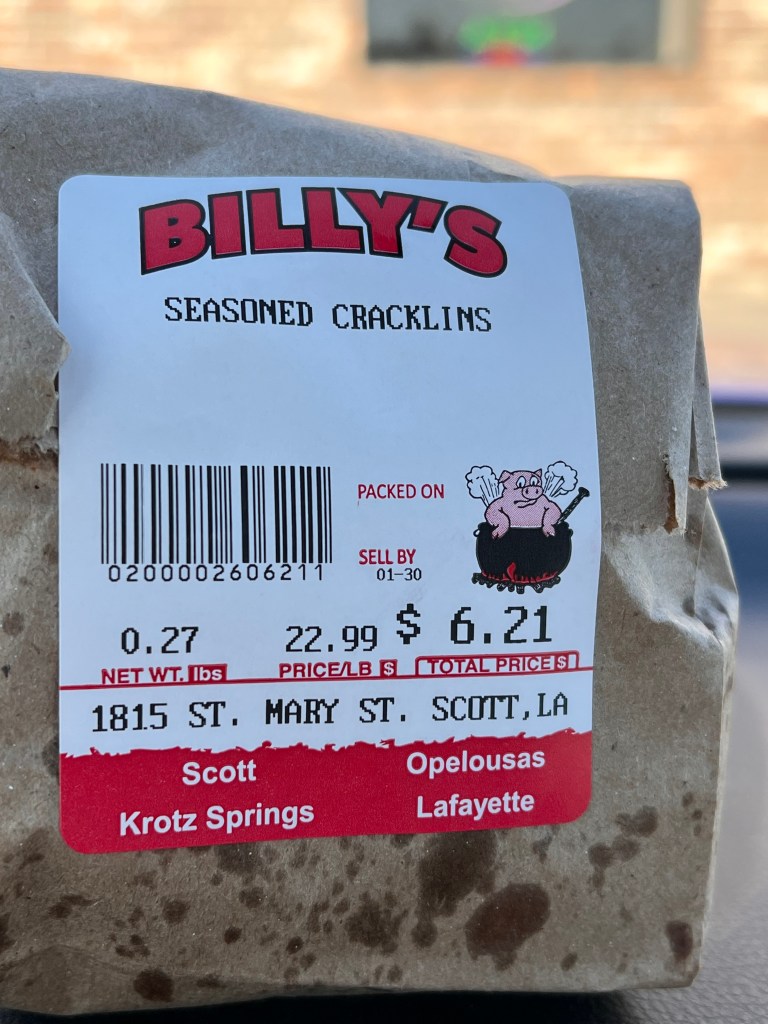 BILLY'S
SEASONED CRACKLINS
0200002606211
PACKED ON
SELL BY
01-30
0.27 22.99 $ 6.21
NET WT. lbs PRICE/LB $ TOTAL PRICE $
1815 ST. MARY ST. SCOTT, LA
Scott Opelousas
Krotz Springs Lafayette